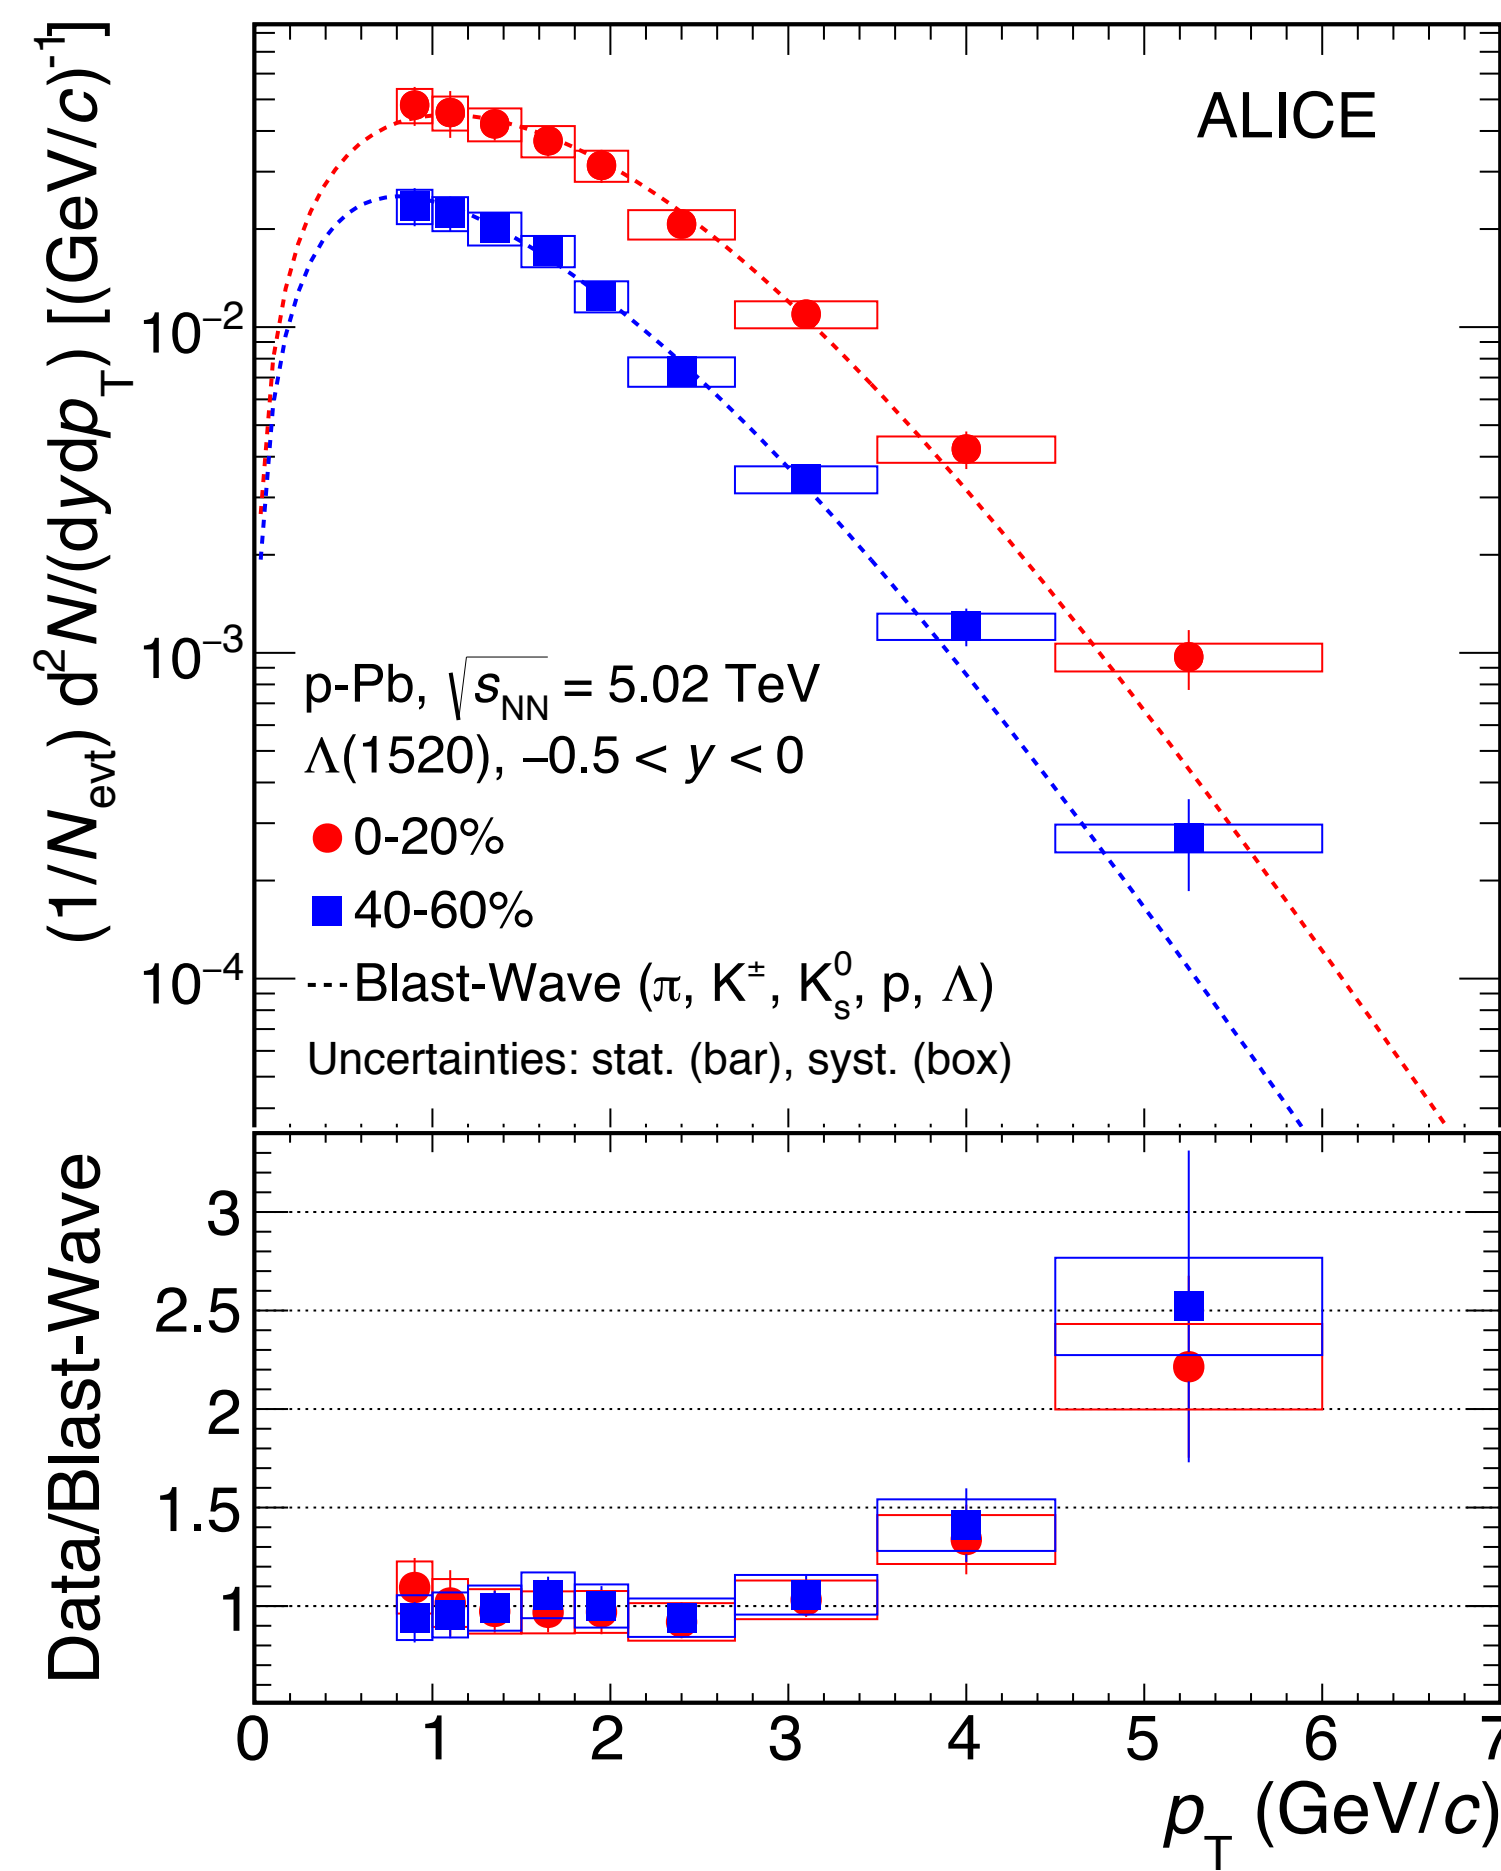 (1/N_evt) d²N/(dydp_T) [(GeV/c)⁻¹]
ALICE
10⁻²
10⁻³
10⁻⁴
p-Pb, √s_NN = 5.02 TeV
Λ(1520), −0.5 < y < 0
0-20%
40-60%
Blast-Wave (π, K±, K⁰_s, p, Λ)
Uncertainties: stat. (bar), syst. (box)
Data/Blast-Wave
3
2.5
2
1.5
1
0 1 2 3 4 5 6 7
p_T (GeV/c)